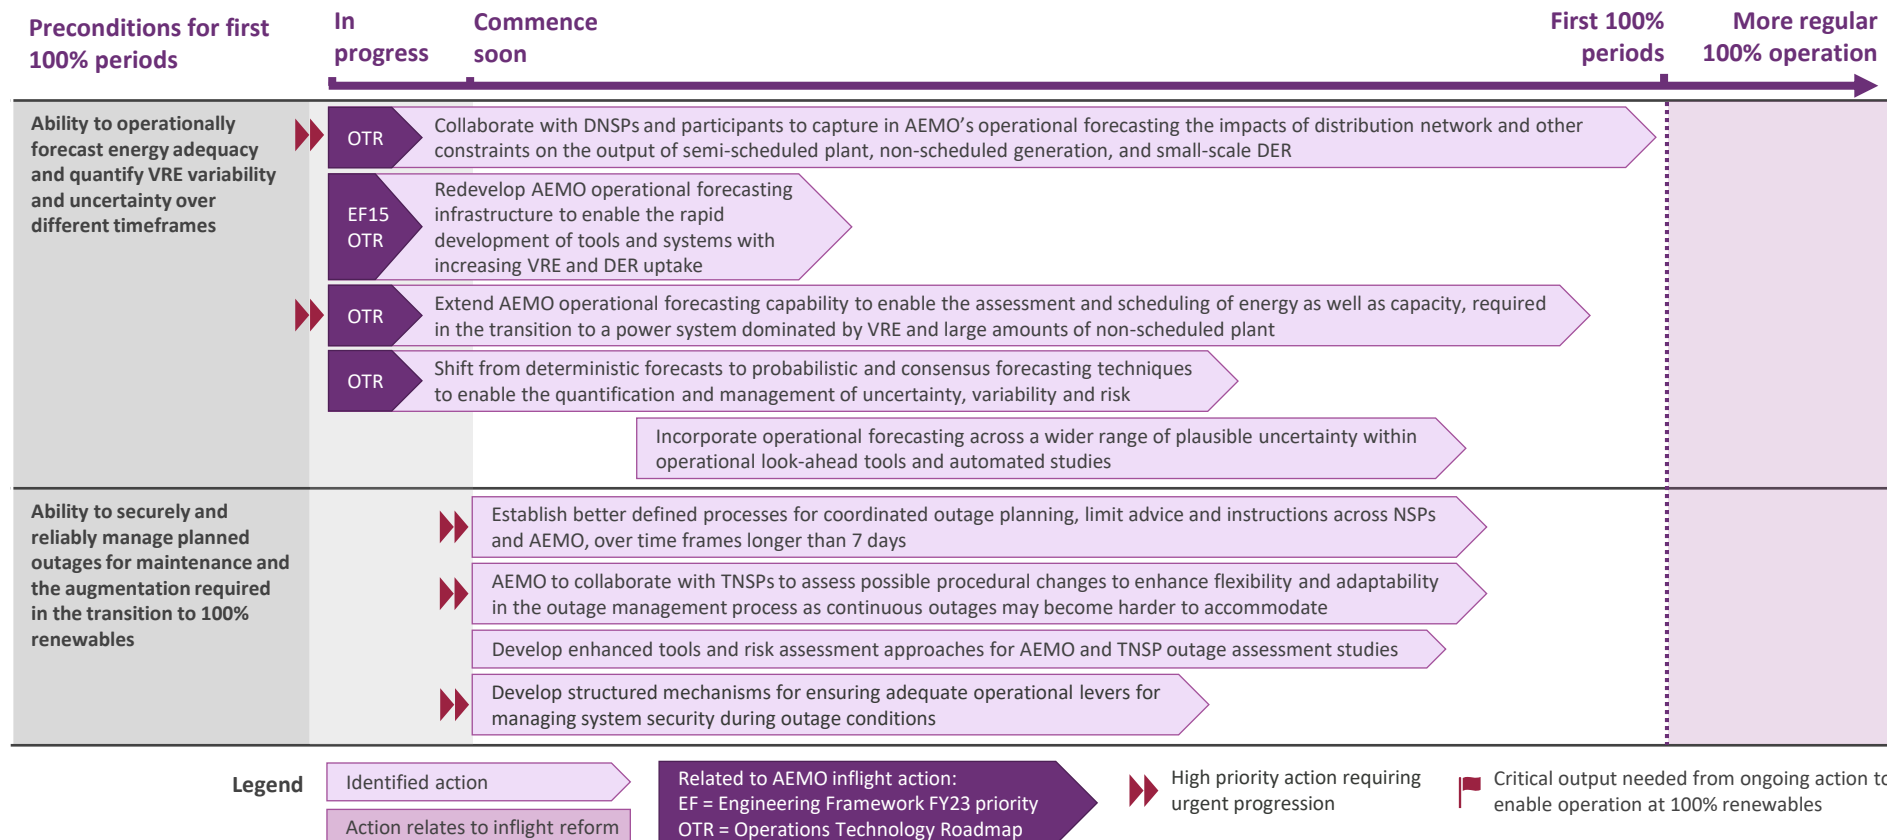 Preconditions for first
100% periods
In
progress
Commence
soon
First 100%
periods
More regular
100% operation
Ability to operationally
forecast energy adequacy
and quantify VRE variability
and uncertainty over
different timeframes
OTR
Collaborate with DNSPs and participants to capture in AEMO's operational forecasting the impacts of distribution network and other
constraints on the output of semi-scheduled plant, non-scheduled generation, and small-scale DER
EF15
OTR
Redevelop AEMO operational forecasting
infrastructure to enable the rapid
development of tools and systems with
increasing VRE and DER uptake
OTR
Extend AEMO operational forecasting capability to enable the assessment and scheduling of energy as well as capacity, required
in the transition to a power system dominated by VRE and large amounts of non-scheduled plant
OTR
Shift from deterministic forecasts to probabilistic and consensus forecasting techniques
to enable the quantification and management of uncertainty, variability and risk
Incorporate operational forecasting across a wider range of plausible uncertainty within
operational look-ahead tools and automated studies
Ability to securely and
reliably manage planned
outages for maintenance and
the augmentation required
in the transition to 100%
renewables
Establish better defined processes for coordinated outage planning, limit advice and instructions across NSPs
and AEMO, over time frames longer than 7 days
AEMO to collaborate with TNSPs to assess possible procedural changes to enhance flexibility and adaptability
in the outage management process as continuous outages may become harder to accommodate
Develop enhanced tools and risk assessment approaches for AEMO and TNSP outage assessment studies
Develop structured mechanisms for ensuring adequate operational levers for
managing system security during outage conditions
Legend
Identified action
Action relates to inflight reform
Related to AEMO inflight action:
EF = Engineering Framework FY23 priority
OTR = Operations Technology Roadmap
High priority action requiring
urgent progression
Critical output needed from ongoing action to
enable operation at 100% renewables